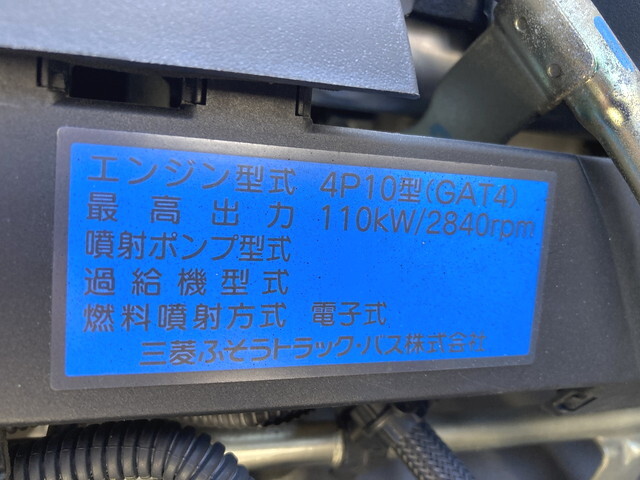 エンジン型式 4P10型(GAT4)
最高出力 110kW/2840rpm
噴射ポンプ型式
過給機型式
燃料噴射方式 電子式
三菱ふそうトラック・バス株式会社